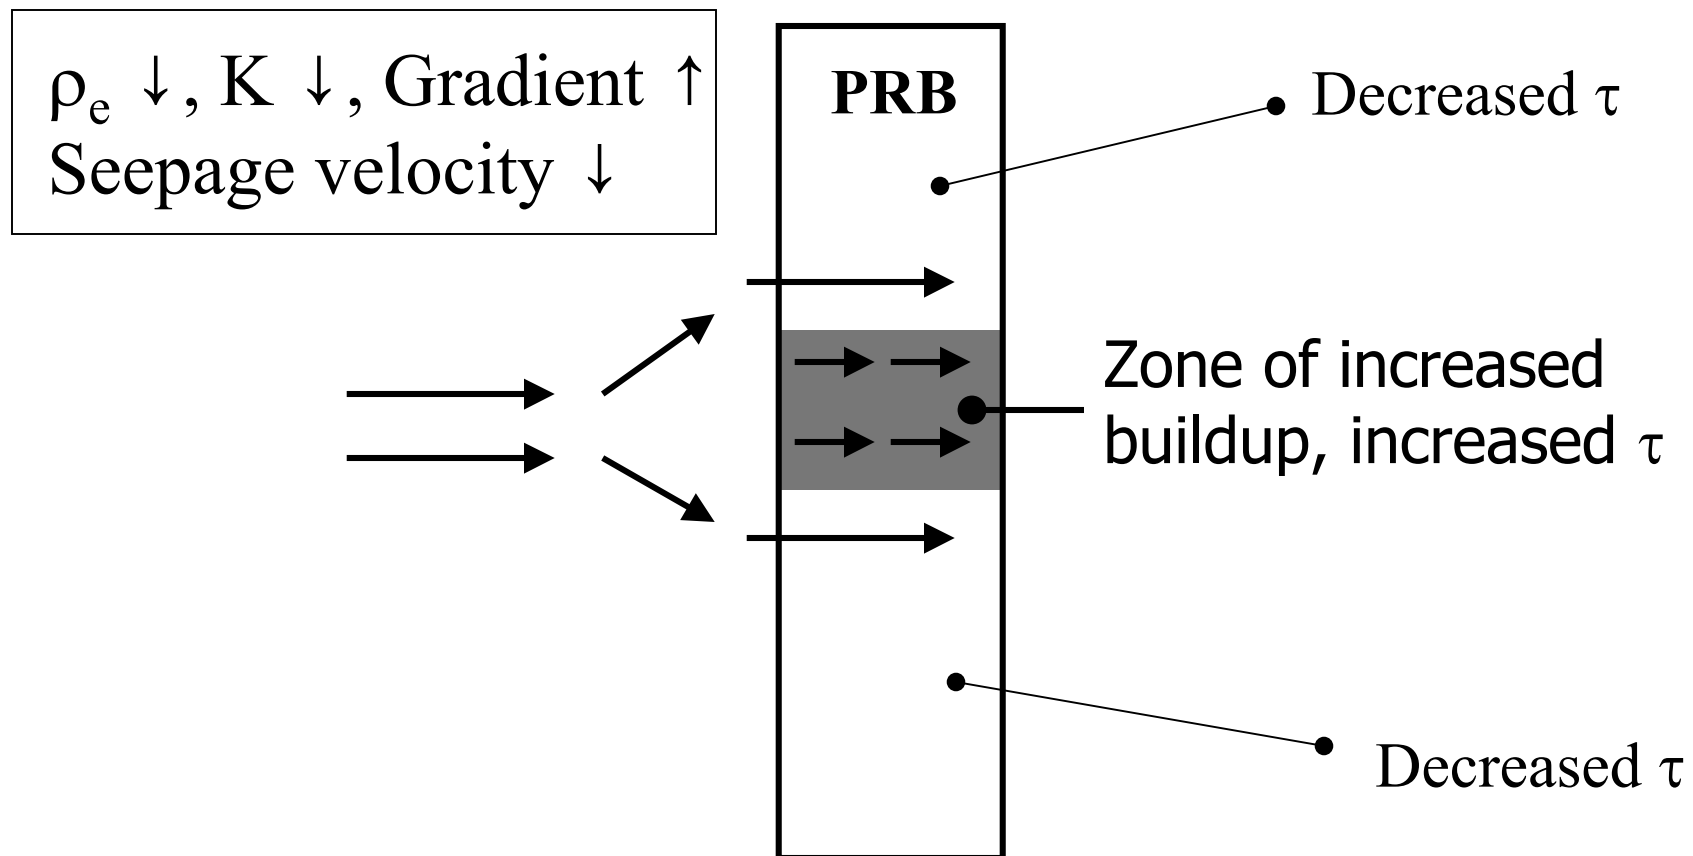 ρe ↓, K ↓, Gradient ↑
Seepage velocity ↓
PRB
Decreased τ
Zone of increased
buildup, increased τ
Decreased τ